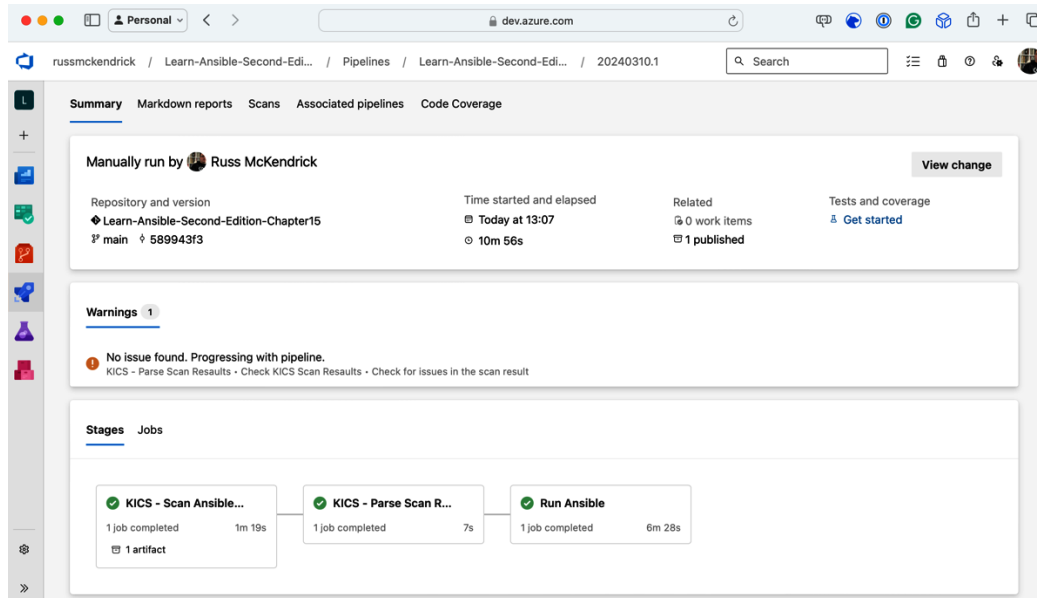 Personal
dev.azure.com
russmckendrick / Learn-Ansible-Second-Edi... / Pipelines / Learn-Ansible-Second-Edi... / 20240310.1
Search
L
Summary Markdown reports Scans Associated pipelines Code Coverage
Manually run by Russ McKendrick
View change
Repository and version
Learn-Ansible-Second-Edition-Chapter15
main 589943f3
Time started and elapsed
Today at 13:07
10m 56s
Related
0 work items
1 published
Tests and coverage
Get started
Warnings 1
No issue found. Progressing with pipeline.
KICS - Parse Scan Resaults • Check KICS Scan Resaults • Check for issues in the scan result
Stages Jobs
KICS - Scan Ansible...
1 job completed 1m 19s
1 artifact
KICS - Parse Scan R...
1 job completed 7s
Run Ansible
1 job completed 6m 28s